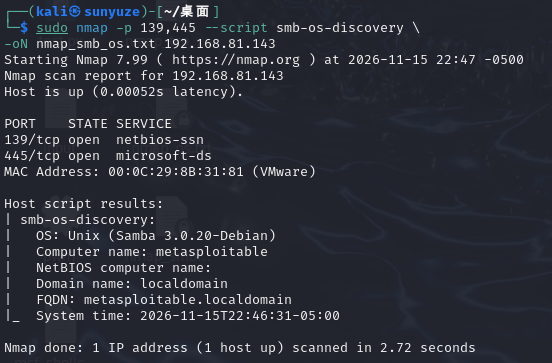 ┌──(kali㉿sunyuze)-[~/桌面]
└─$ sudo nmap -p 139,445 --script smb-os-discovery \
-oN nmap_smb_os.txt 192.168.81.143
Starting Nmap 7.99 ( https://nmap.org ) at 2026-11-15 22:47 -0500
Nmap scan report for 192.168.81.143
Host is up (0.00052s latency).

PORT    STATE SERVICE
139/tcp open  netbios-ssn
445/tcp open  microsoft-ds
MAC Address: 00:0C:29:8B:31:81 (VMware)

Host script results:
| smb-os-discovery:
|   OS: Unix (Samba 3.0.20-Debian)
|   Computer name: metasploitable
|   NetBIOS computer name:
|   Domain name: localdomain
|   FQDN: metasploitable.localdomain
|_  System time: 2026-11-15T22:46:31-05:00

Nmap done: 1 IP address (1 host up) scanned in 2.72 seconds